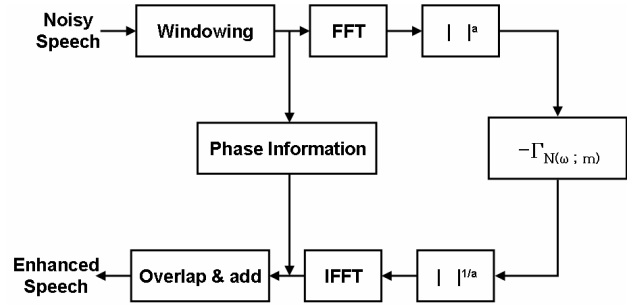 Noisy Speech
Windowing
FFT
| |ᵃ
Phase Information
−Γ_N(ω ; m)
Enhanced Speech
Overlap & add
IFFT
| |^1/a